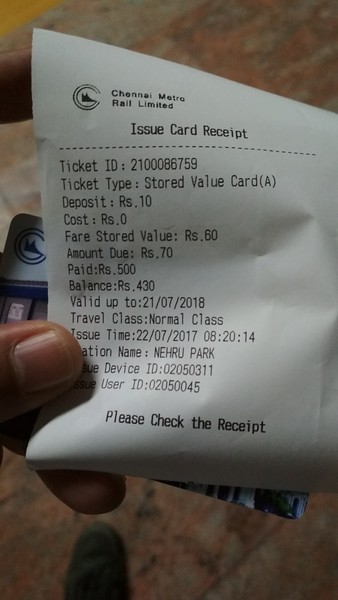 Chennai Metro
Rail Limited
Issue Card Receipt
Ticket ID: 2100086759
Ticket Type: Stored Value Card(A)
Deposit: Rs.10
Cost: Rs.0
Fare Stored Value: Rs.60
Amount Due: Rs.70
Paid:Rs.500
Balance:Rs.430
Valid up to:21/07/2018
Travel Class:Normal Class
Issue Time:22/07/2017 08:20:14
ation Name: NEHRU PARK
ue Device ID:02050311
sue User ID:02050045
Please Check the Receipt